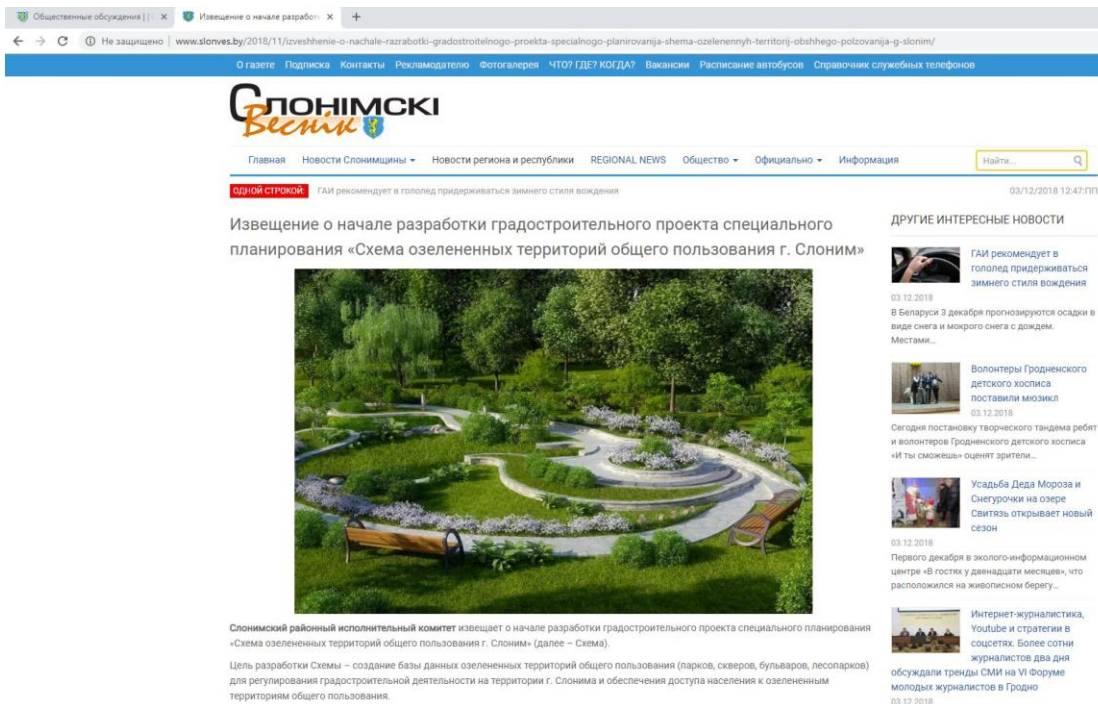 Общественные обсуждения | | С
Извещение о начале разработ
Не защищено | www.slonves.by/2018/11/izveshhenie-o-nachale-razrabotki-gradostroitelnogo-proekta-specialnogo-planirovanija-shema-ozelenennyh-territorij-obshhego-polzovanija-g-slonim/
О газете Подписка Контакты Рекламодателю Фотогалерея ЧТО? ГДЕ? КОГДА? Вакансии Расписание автобусов Справочник служебных телефонов
Слонімскі
Веснік
Главная Новости Слонимщины Новости региона и республики REGIONAL NEWS Общество Официально Информация
Найти...
ОДНОЙ СТРОКОЙ: ГАИ рекомендует в гололед придерживаться зимнего стиля вождения
03/12/2018 12:47:ПП
Извещение о начале разработки градостроительного проекта специального
планирования «Схема озелененных территорий общего пользования г. Слоним»
Слонимский районный исполнительный комитет извещает о начале разработки градостроительного проекта специального планирования
«Схема озелененных территорий общего пользования г. Слоним» (далее – Схема).
Цель разработки Схемы – создание базы данных озелененных территорий общего пользования (парков, скверов, бульваров, лесопарков)
для регулирования градостроительной деятельности на территории г. Слонима и обеспечения доступа населения к озелененным
территориям общего пользования.
ДРУГИЕ ИНТЕРЕСНЫЕ НОВОСТИ
ГАИ рекомендует в
гололед придерживаться
зимнего стиля вождения
03.12.2018
В Беларуси 3 декабря прогнозируются осадки в
виде снега и мокрого снега с дождем.
Местами...
Волонтеры Гродненского
детского хосписа
поставили мюзикл
03.12.2018
Сегодня постановку творческого тандема ребят
и волонтеров Гродненского детского хосписа
«И ты сможешь» оценят зрители...
Усадьба Деда Мороза и
Снегурочки на озере
Свитязь открывает новый
сезон
03.12.2018
Первого декабря в эколого-информационном
центре «В гостях у двенадцати месяцев», что
расположился на живописном берегу...
Интернет-журналистика,
Youtube и стратегии в
соцсетях. Более сотни
журналистов два дня
обсуждали тренды СМИ на VI Форуме
молодых журналистов в Гродно
03.12.2018